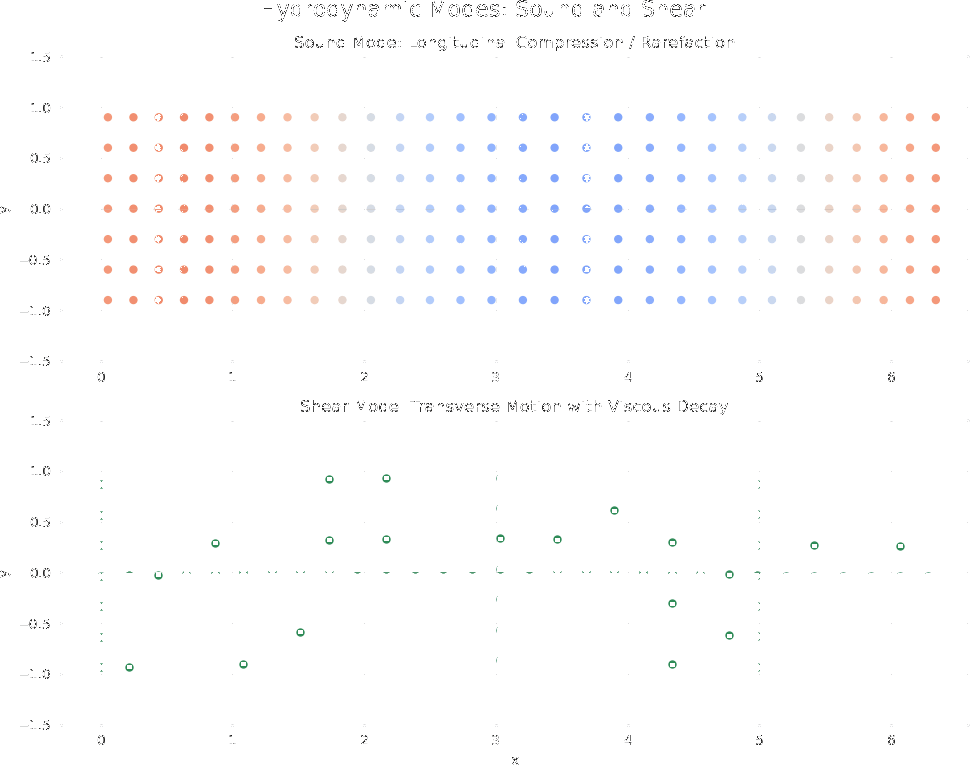 Hydrodynamic Modes: Sound and Shear
Sound Mode: Longitudinal Compression / Rarefaction
1.5
1.0
0.5
0.0
−0.5
−1.0
−1.5
y
0 1 2 3 4 5 6
Shear Mode: Transverse Motion with Viscous Decay
1.5
1.0
0.5
0.0
−0.5
−1.0
−1.5
y
0 1 2 3 4 5 6
x